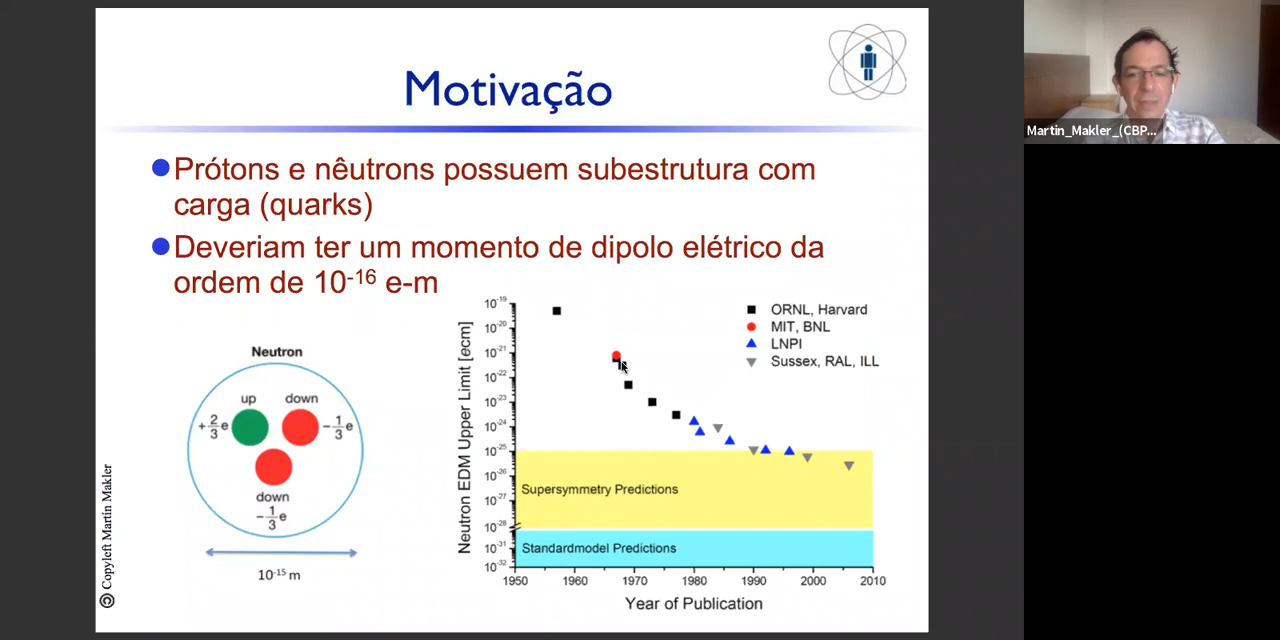 Motivação
Martin_Makler_(CBP...
Prótons e nêutrons possuem subestrutura com
carga (quarks)
Deveriam ter um momento de dipolo elétrico da
ordem de 10⁻¹⁶ e-m
Neutron
up
down
+2/3e
-1/3e
down
-1/3e
10⁻¹⁵ m
Copyleft Martin Makler
Neutron EDM Upper Limit [ecm]
10⁻¹⁹
10⁻²⁰
10⁻²¹
10⁻²²
10⁻²³
10⁻²⁴
10⁻²⁵
10⁻²⁶
10⁻²⁷
10⁻²⁸
10⁻³¹
10⁻³²
ORNL, Harvard
MIT, BNL
LNPI
Sussex, RAL, ILL
Supersymmetry Predictions
Standardmodel Predictions
1950 1960 1970 1980 1990 2000 2010
Year of Publication